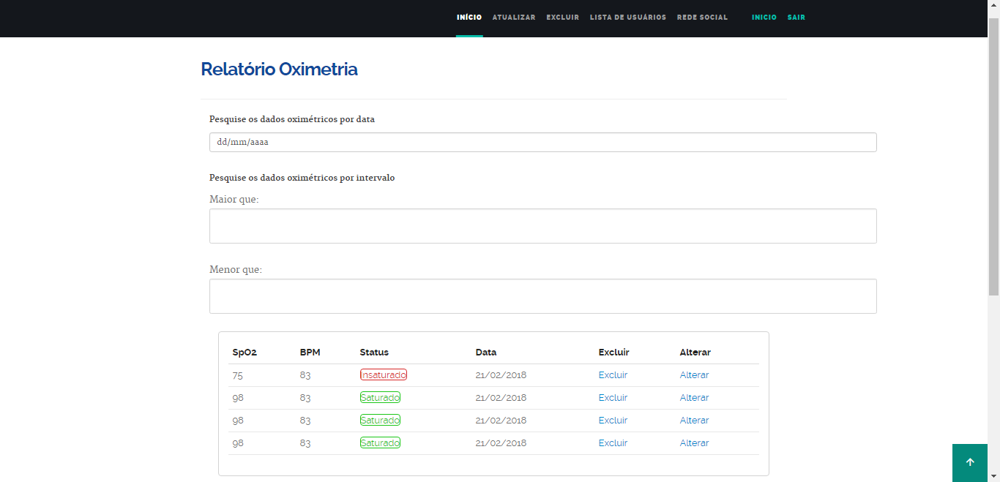 INÍCIO ATUALIZAR EXCLUIR LISTA DE USUÁRIOS REDE SOCIAL INICIO SAIR
Relatório Oximetria
Pesquise os dados oximétricos por data
dd/mm/aaaa
Pesquise os dados oximétricos por intervalo
Maior que:
Menor que:
SpO2 BPM Status Data Excluir Alterar
75 83 Insaturado 21/02/2018 Excluir Alterar
98 83 Saturado 21/02/2018 Excluir Alterar
98 83 Saturado 21/02/2018 Excluir Alterar
98 83 Saturado 21/02/2018 Excluir Alterar